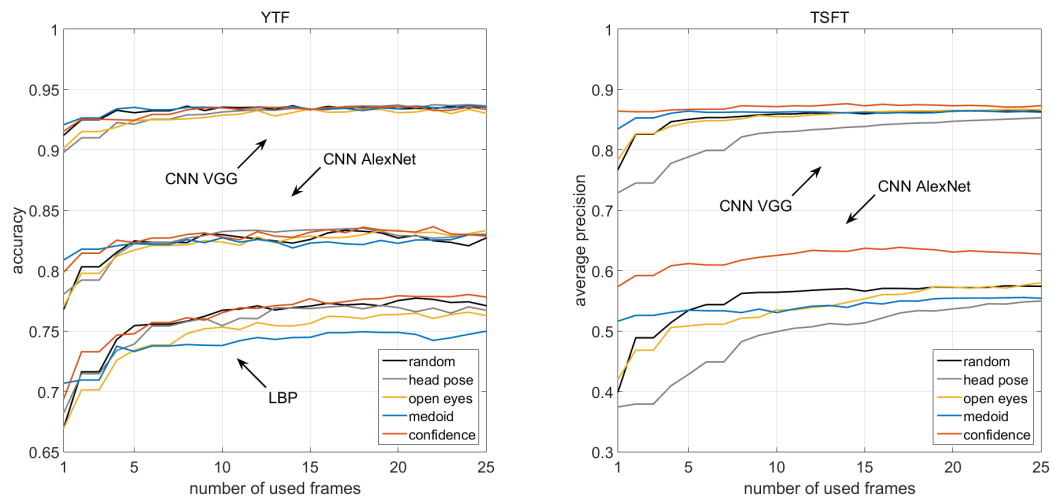 YTF
accuracy
1
0.95
0.9
0.85
0.8
0.75
0.7
0.65
CNN VGG
CNN AlexNet
LBP
random
head pose
open eyes
medoid
confidence
1 5 10 15 20 25
number of used frames
TSFT
average precision
1
0.9
0.8
0.7
0.6
0.5
0.4
0.3
CNN VGG
CNN AlexNet
random
head pose
open eyes
medoid
confidence
1 5 10 15 20 25
number of used frames